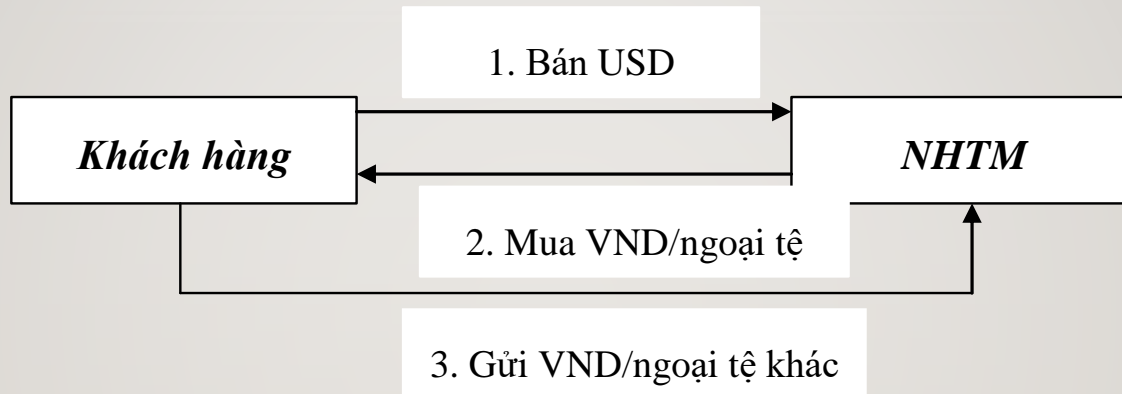 1. Bán USD
Khách hàng
NHTM
2. Mua VND/ngoại tệ
3. Gửi VND/ngoại tệ khác